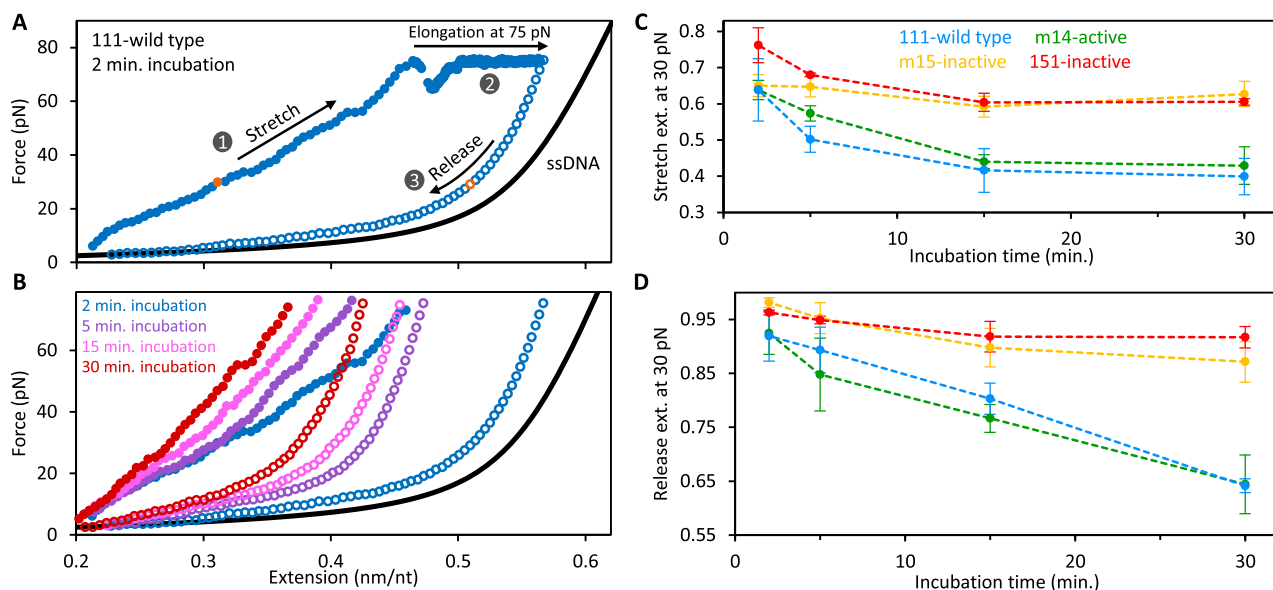 A
111-wild type
2 min. incubation
Elongation at 75 pN
1
Stretch
2
Release
3
ssDNA
Force (pN)
80
60
40
20
0
B
2 min. incubation
5 min. incubation
15 min. incubation
30 min. incubation
Force (pN)
60
40
20
0
0.2
0.3
0.4
0.5
0.6
Extension (nm/nt)
C
111-wild type
m14-active
m15-inactive
151-inactive
Stretch ext. at 30 pN
0.8
0.7
0.6
0.5
0.4
0.3
0
10
20
30
Incubation time (min.)
D
Release ext. at 30 pN
0.95
0.85
0.75
0.65
0.55
0
10
20
30
Incubation time (min.)